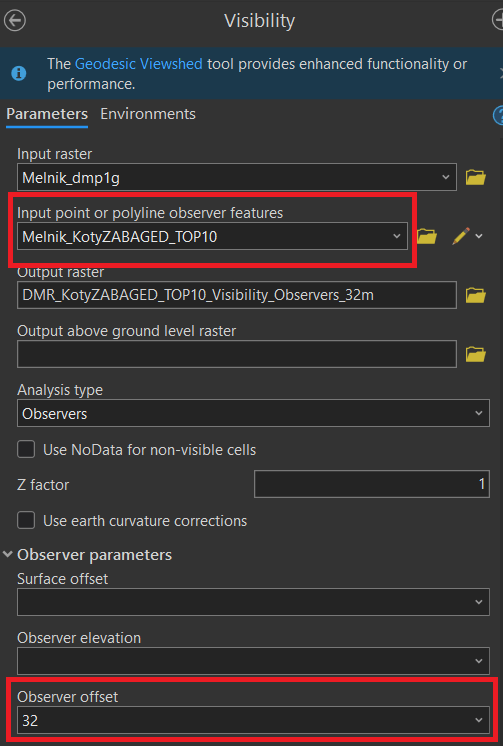 Visibility
The Geodesic Viewshed tool provides enhanced functionality or
performance.
Parameters Environments
Input raster
Melnik_dmp1g
Input point or polyline observer features
Melnik_KotyZABAGED_TOP10
Output raster
DMR_KotyZABAGED_TOP10_Visibility_Observers_32m
Output above ground level raster
Analysis type
Observers
Use NoData for non-visible cells
Z factor 1
Use earth curvature corrections
Observer parameters
Surface offset
Observer elevation
Observer offset
32